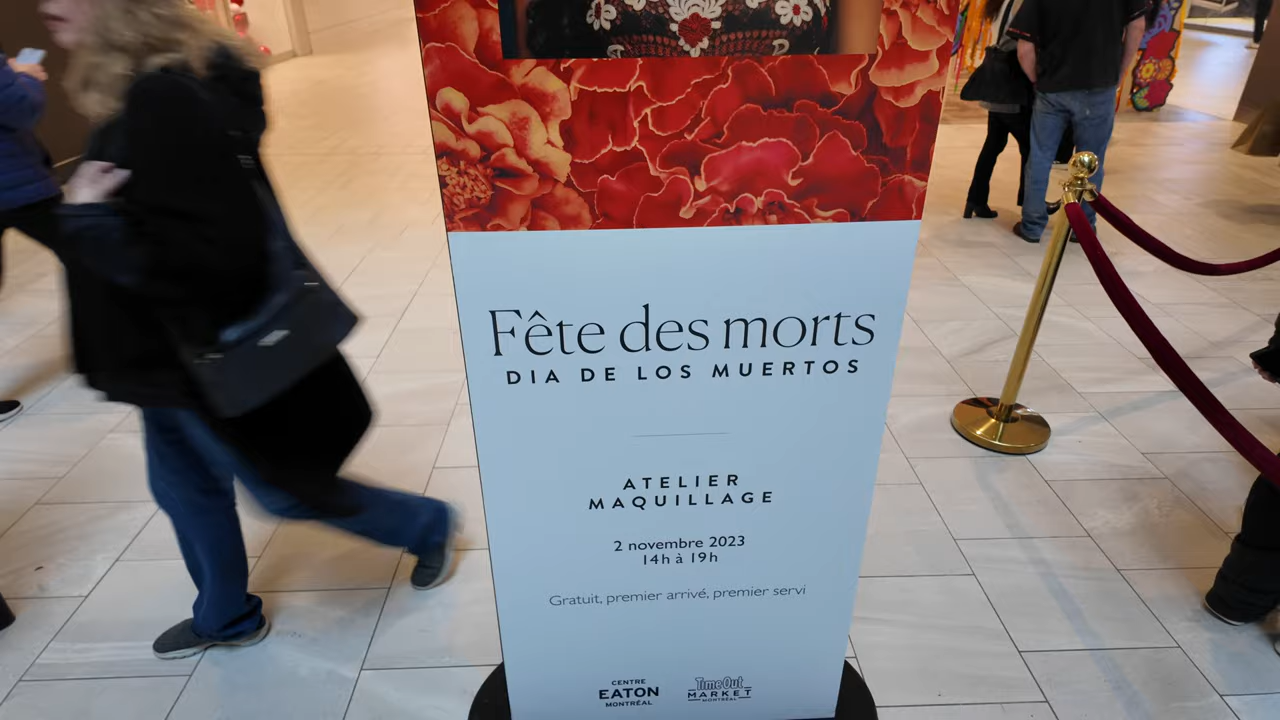 Fête des morts
DIA DE LOS MUERTOS
ATELIER
MAQUILLAGE
2 novembre 2023
14h à 19h
Gratuit, premier arrivé, premier servi
CENTRE
EATON
MONTRÉAL
TimeOut
MARKET
MONTRÉAL